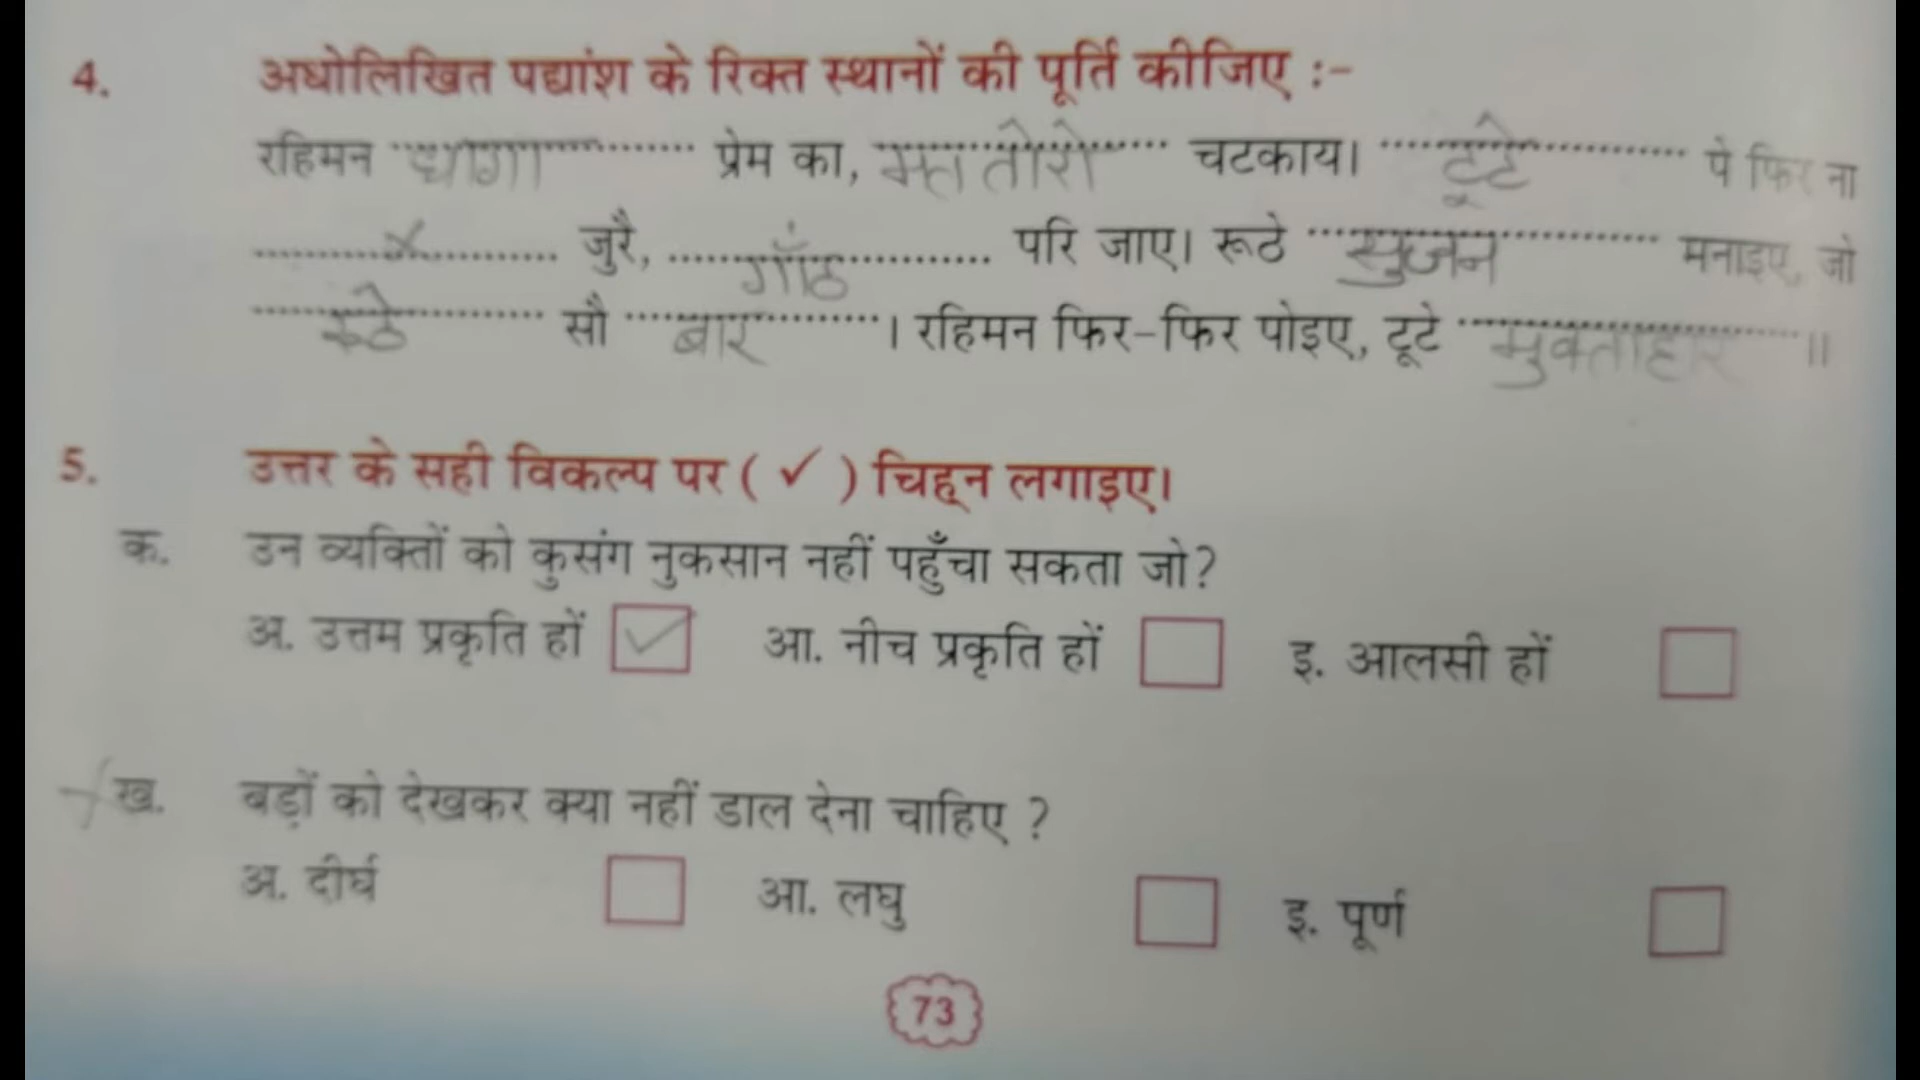 4. अधोलिखित पद्यांश के रिक्त स्थानों की पूर्ति कीजिए :-
रहिमन धागा प्रेम का, मत तोरो चटकाय। टूटे पे फिर ना
x जुरै, गाँठ परि जाए। रूठे सुजन मनाइए, जो
रूठे सौ बार । रहिमन फिर-फिर पोइए, टूटे मुक्ताहार ॥
5. उत्तर के सही विकल्प पर ( ✓ ) चिह्न लगाइए।
क. उन व्यक्तिों को कुसंग नुकसान नहीं पहुँचा सकता जो?
अ. उत्तम प्रकृति हों ✓ आ. नीच प्रकृति हों इ. आलसी हों
ख. बड़ों को देखकर क्या नहीं डाल देना चाहिए ?
अ. दीर्घ आ. लघु इ. पूर्ण
73